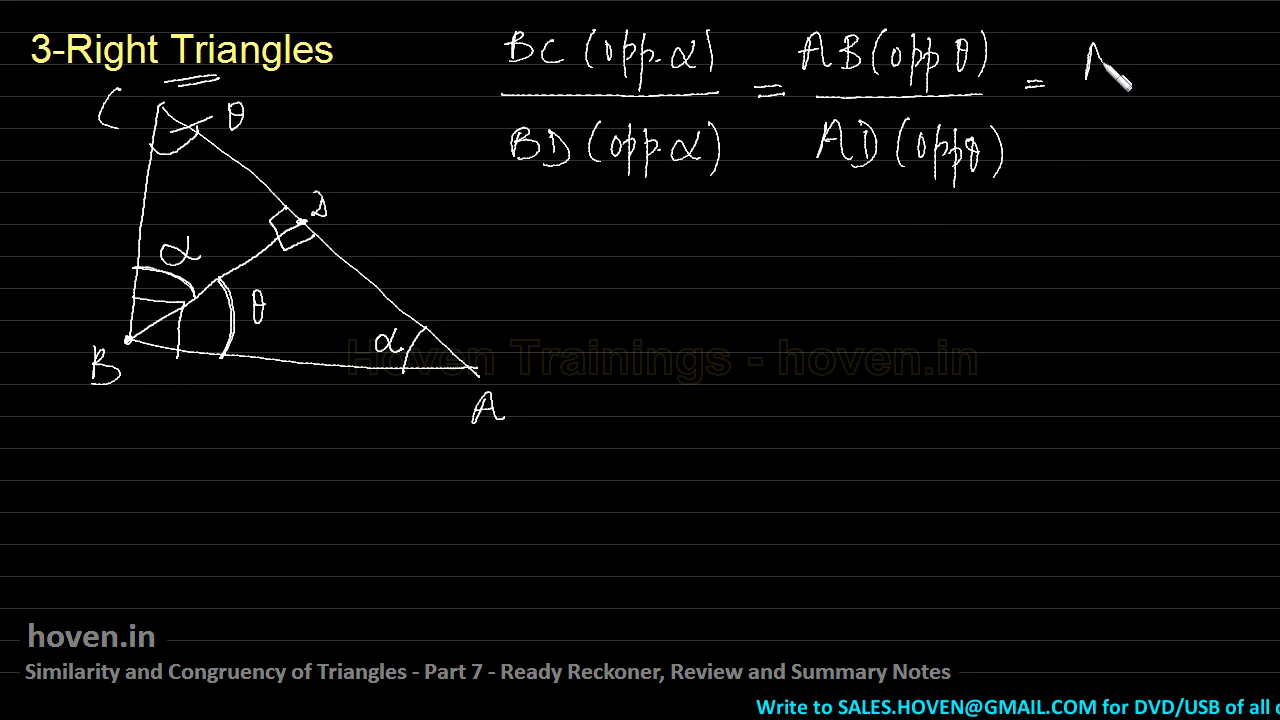 3-Right Triangles
BC (opp. α) / BD (opp. α) = AB (opp θ) / AD (opp θ) =
C
θ
D
α
θ
α
B
A
Hoven Trainings - hoven.in
hoven.in
Similarity and Congruency of Triangles - Part 7 - Ready Reckoner, Review and Summary Notes
Write to SALES.HOVEN@GMAIL.COM for DVD/USB of all